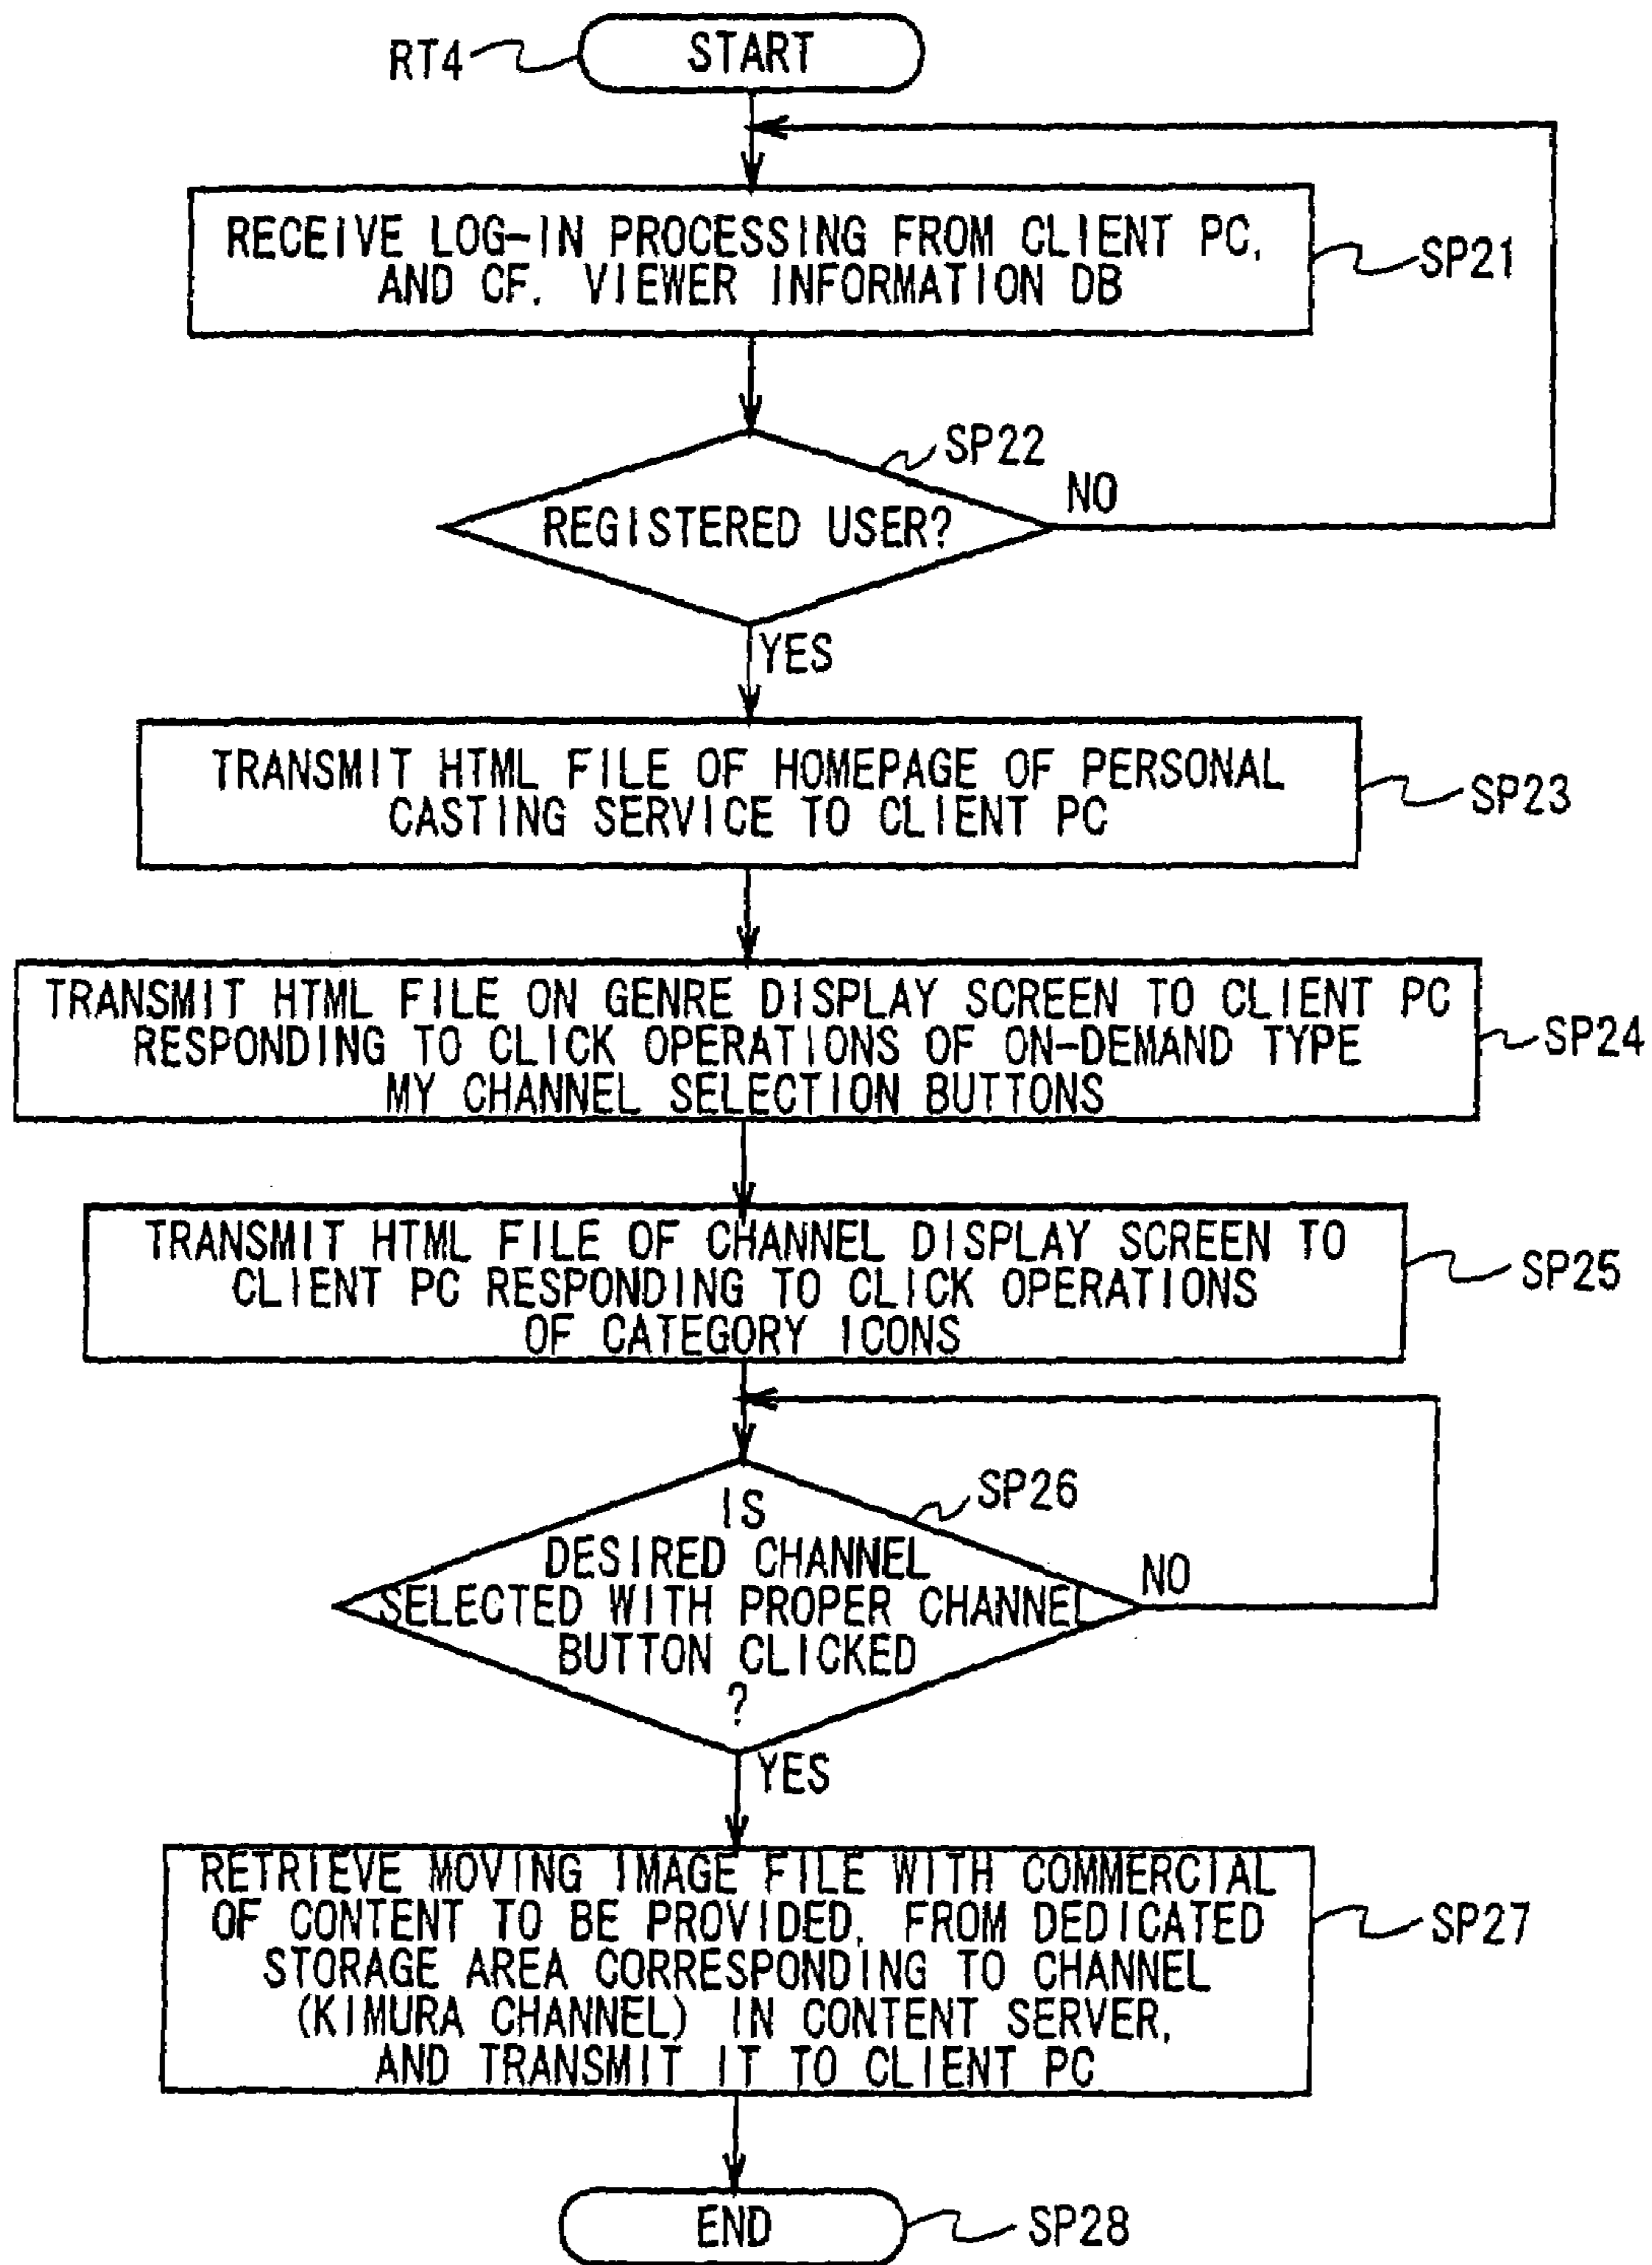 RT4
START
RECEIVE LOG-IN PROCESSING FROM CLIENT PC,
AND CF. VIEWER INFORMATION DB
SP21
SP22
REGISTERED USER?
NO
YES
TRANSMIT HTML FILE OF HOMEPAGE OF PERSONAL
CASTING SERVICE TO CLIENT PC
SP23
TRANSMIT HTML FILE ON GENRE DISPLAY SCREEN TO CLIENT PC
RESPONDING TO CLICK OPERATIONS OF ON-DEMAND TYPE
MY CHANNEL SELECTION BUTTONS
SP24
TRANSMIT HTML FILE OF CHANNEL DISPLAY SCREEN TO
CLIENT PC RESPONDING TO CLICK OPERATIONS
OF CATEGORY ICONS
SP25
SP26
IS
DESIRED CHANNEL
SELECTED WITH PROPER CHANNEL
BUTTON CLICKED
?
NO
YES
RETRIEVE MOVING IMAGE FILE WITH COMMERCIAL
OF CONTENT TO BE PROVIDED, FROM DEDICATED
STORAGE AREA CORRESPONDING TO CHANNEL
(KIMURA CHANNEL) IN CONTENT SERVER,
AND TRANSMIT IT TO CLIENT PC
SP27
END
SP28